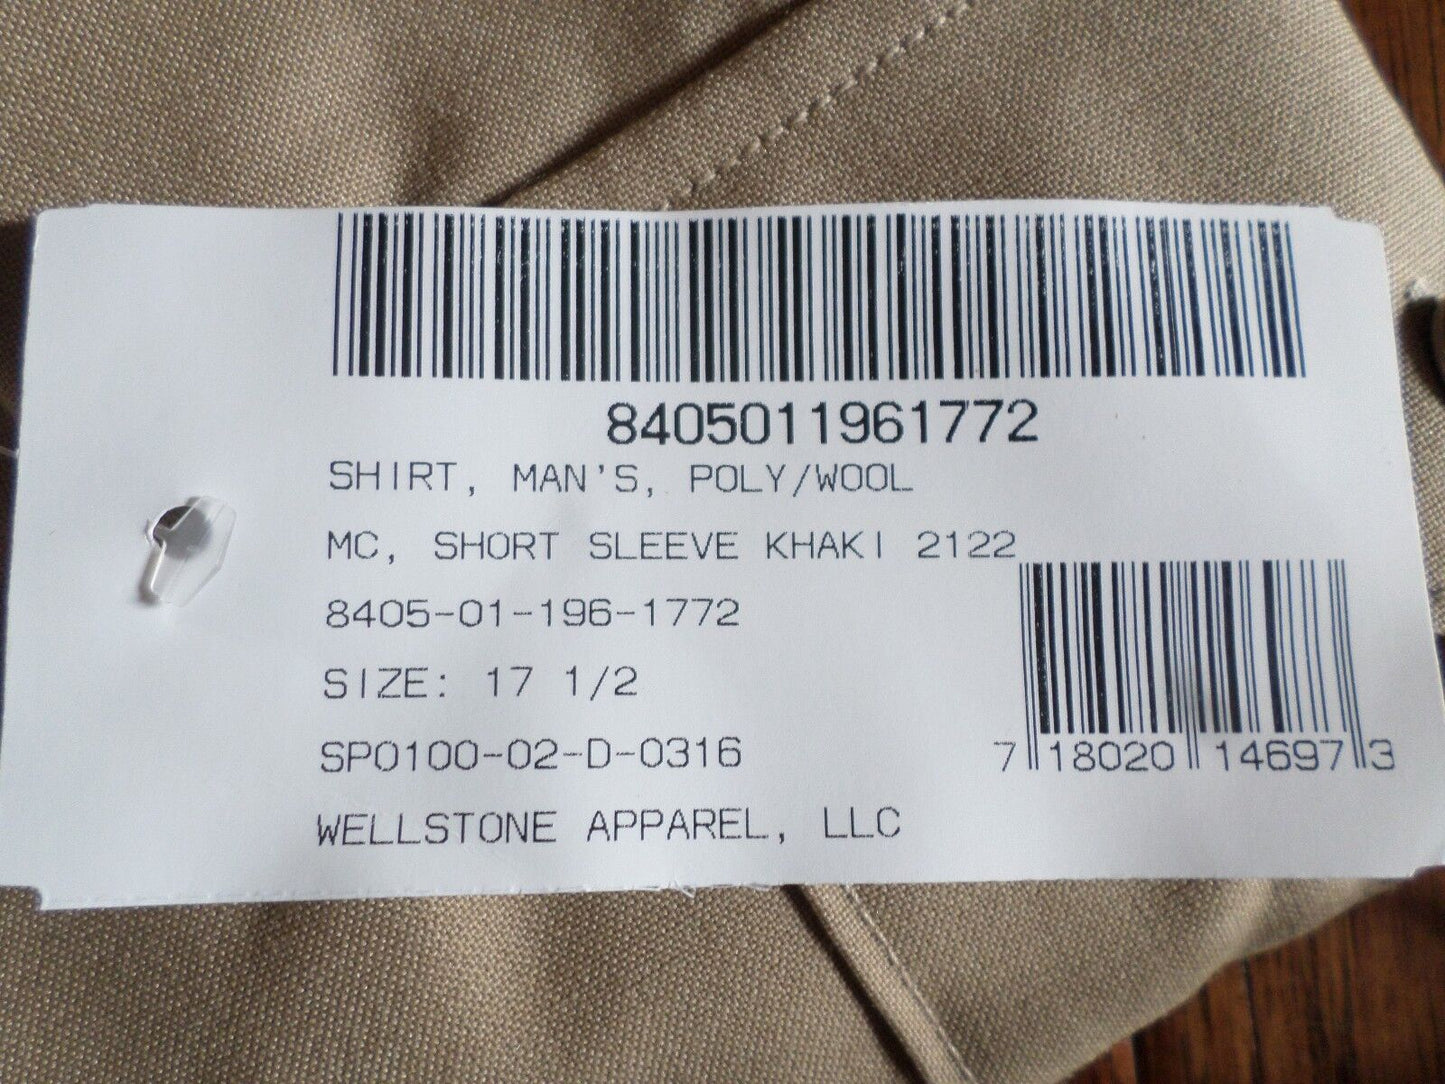 8405011961772
SHIRT, MAN'S, POLY/WOOL
MC, SHORT SLEEVE KHAKI 2122
8405-01-196-1772
SIZE: 17 1/2
SP0100-02-D-0316
7 18020 14697 3
WELLSTONE APPAREL, LLC